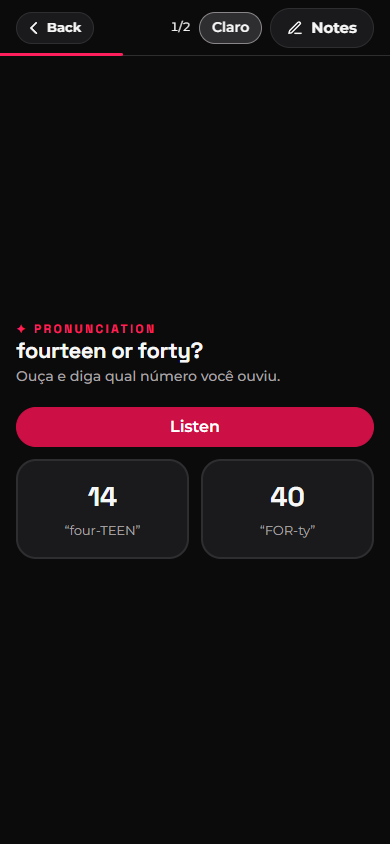 Back
1/2
Claro
Notes
✦ PRONUNCIATION
fourteen or forty?
Ouça e diga qual número você ouviu.
Listen
14
40
“four-TEEN”
“FOR-ty”